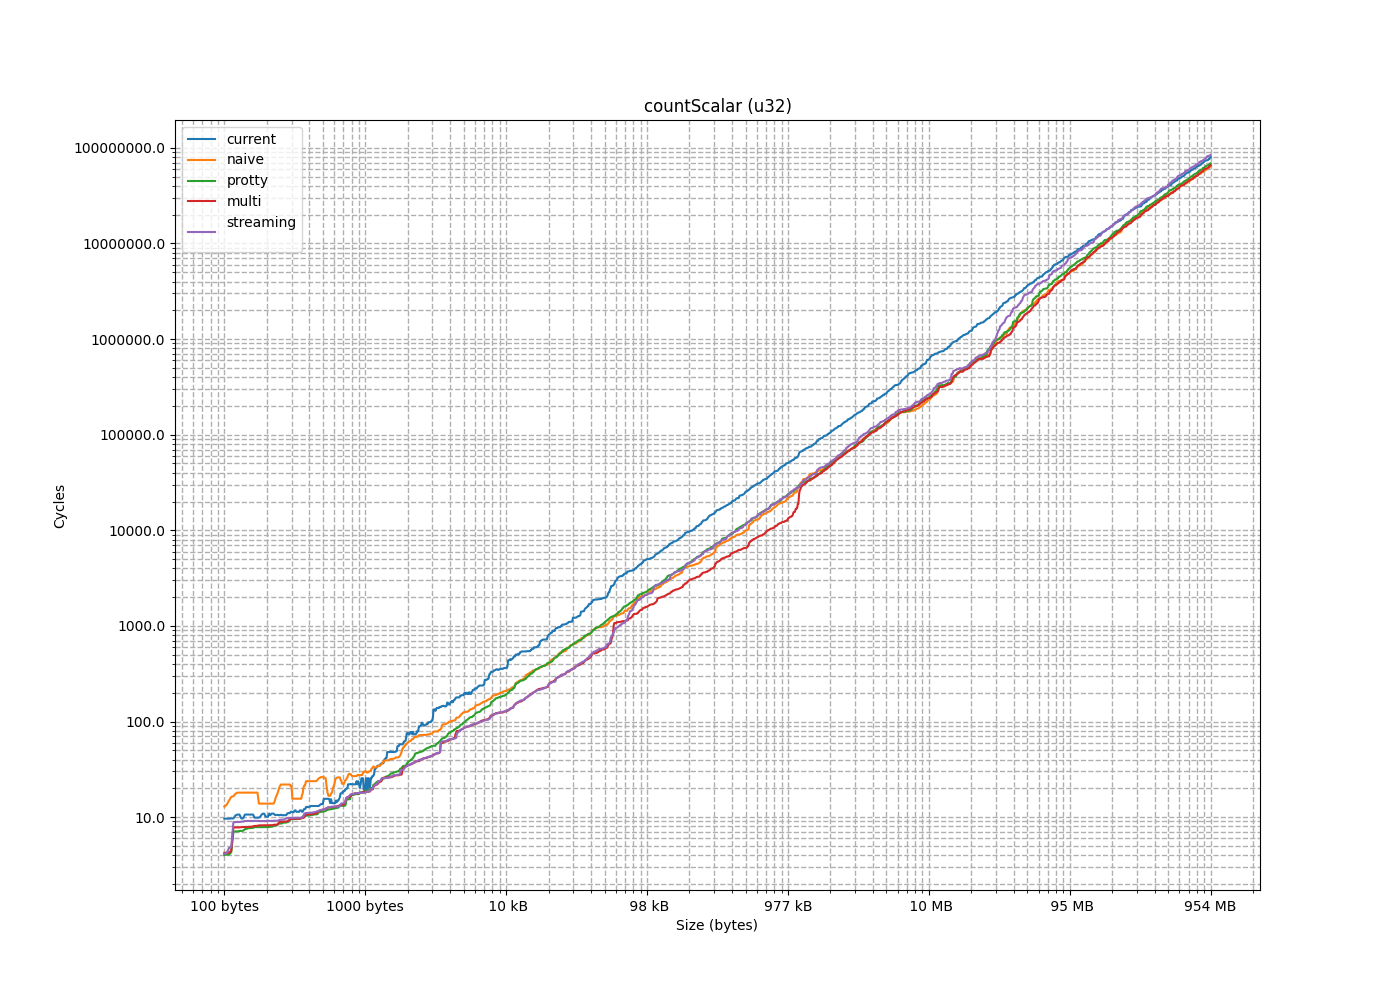 countScalar (u32)
current
naive
protty
multi
streaming
100000000.0
10000000.0
1000000.0
100000.0
10000.0
1000.0
100.0
10.0
Cycles
100 bytes
1000 bytes
10 kB
98 kB
977 kB
10 MB
95 MB
954 MB
Size (bytes)